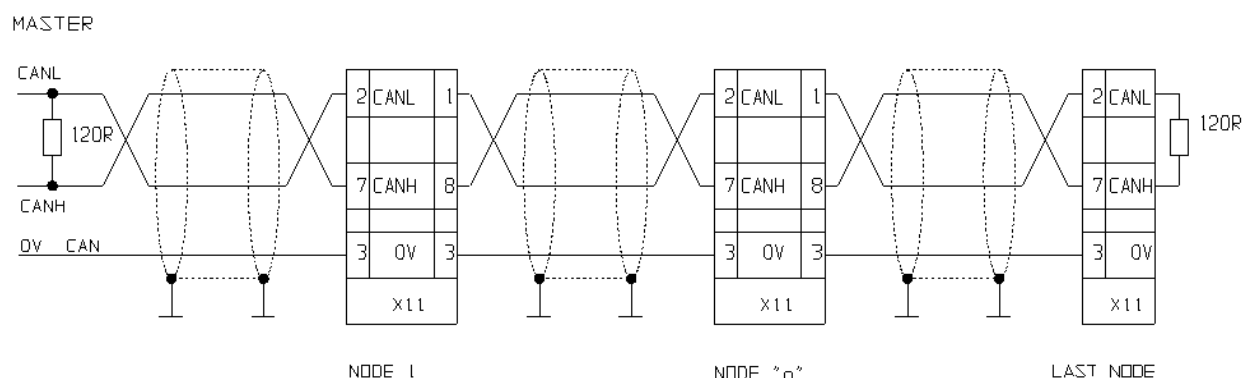 MASTER
CANL
120R
CANH
0V CAN
2 CANL 1
7 CANH 8
3 0V 3
X11
NODE 1
2 CANL 1
7 CANH 8
3 0V 3
X11
NODE "n"
2 CANL
7 CANH
3 0V
X11
120R
LAST NODE